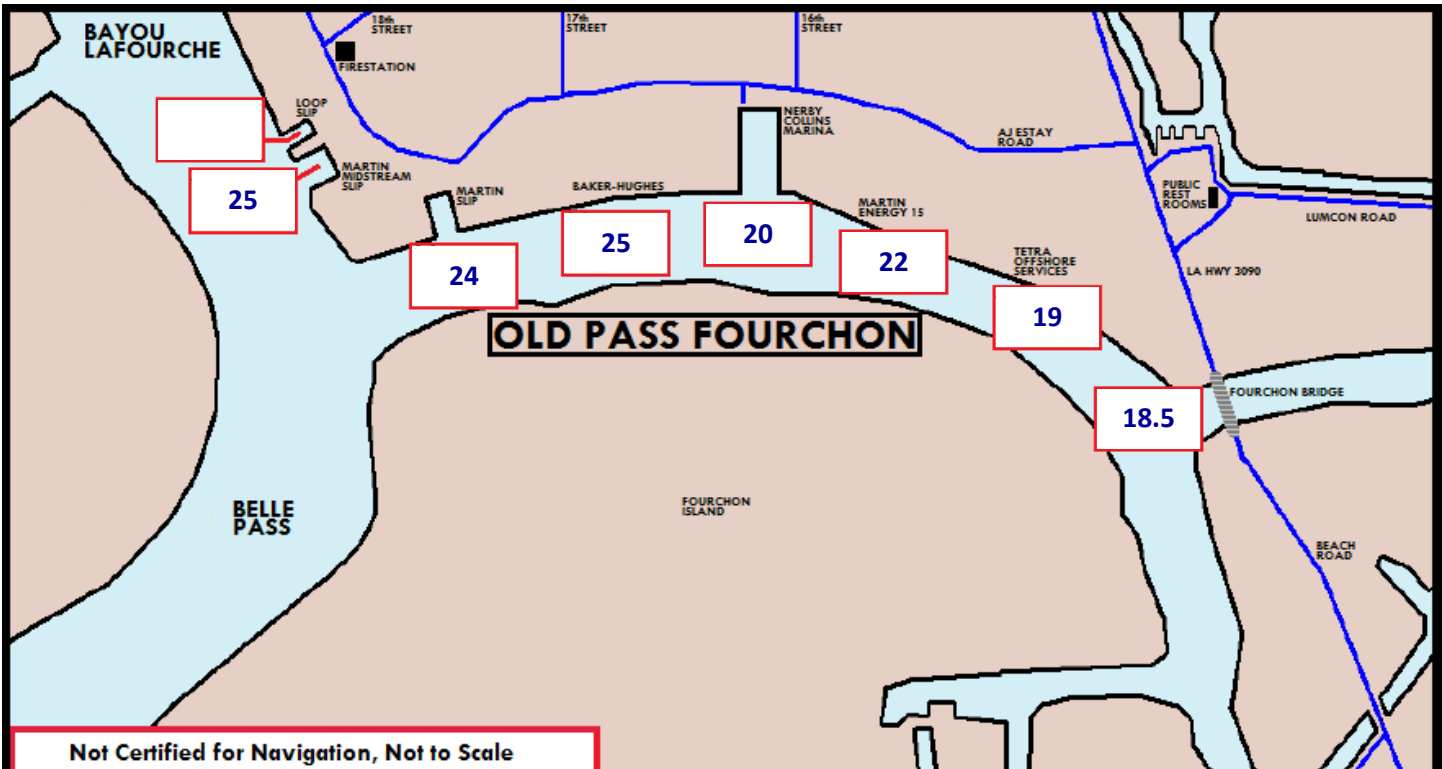 BAYOU
LAFOURCHE
18th
STREET
17th
STREET
16th
STREET
FIRESTATION
LOOP
SLIP
NERBY
COLLINS
MARINA
AJ ESTAY
ROAD
MARTIN
MIDSTREAM
SLIP
25
MARTIN
SLIP
BAKER-HUGHES
MARTIN
ENERGY 15
PUBLIC
REST
ROOMS
LUMCON ROAD
24
25
20
22
TETRA
OFFSHORE
SERVICES
LA HWY 3090
19
OLD PASS FOURCHON
18.5
FOURCHON BRIDGE
BELLE
PASS
FOURCHON
ISLAND
BEACH
ROAD
Not Certified for Navigation, Not to Scale